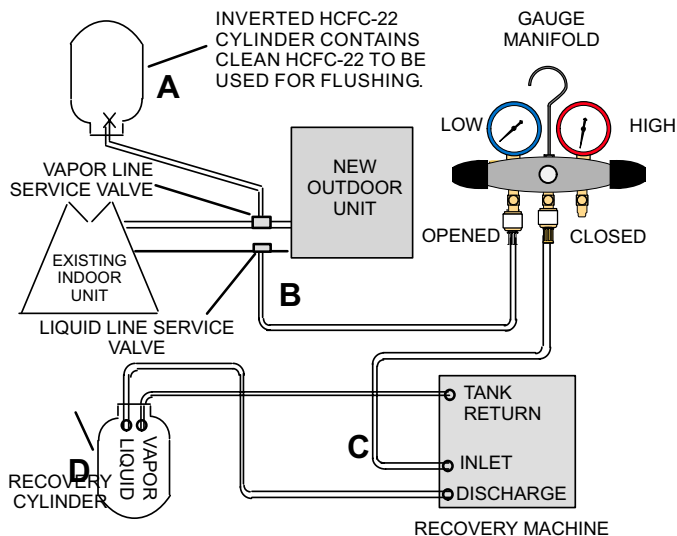 INVERTED HCFC-22
CYLINDER CONTAINS
CLEAN HCFC-22 TO BE
USED FOR FLUSHING.
A
GAUGE
MANIFOLD
LOW
HIGH
VAPOR LINE
SERVICE VALVE
NEW
OUTDOOR
UNIT
OPENED
CLOSED
EXISTING
INDOOR
UNIT
B
LIQUID LINE SERVICE
VALVE
TANK
RETURN
C
INLET
DISCHARGE
LIQUID
VAPOR
D
RECOVERY
CYLINDER
RECOVERY MACHINE